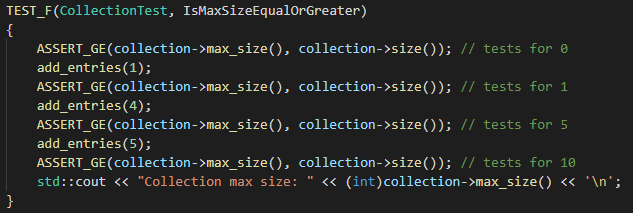 TEST_F(CollectionTest, IsMaxSizeEqualOrGreater)
{
    ASSERT_GE(collection->max_size(), collection->size()); // tests for 0
    add_entries(1);
    ASSERT_GE(collection->max_size(), collection->size()); // tests for 1
    add_entries(4);
    ASSERT_GE(collection->max_size(), collection->size()); // tests for 5
    add_entries(5);
    ASSERT_GE(collection->max_size(), collection->size()); // tests for 10
    std::cout << "Collection max size: " << (int)collection->max_size() << '\n';
}